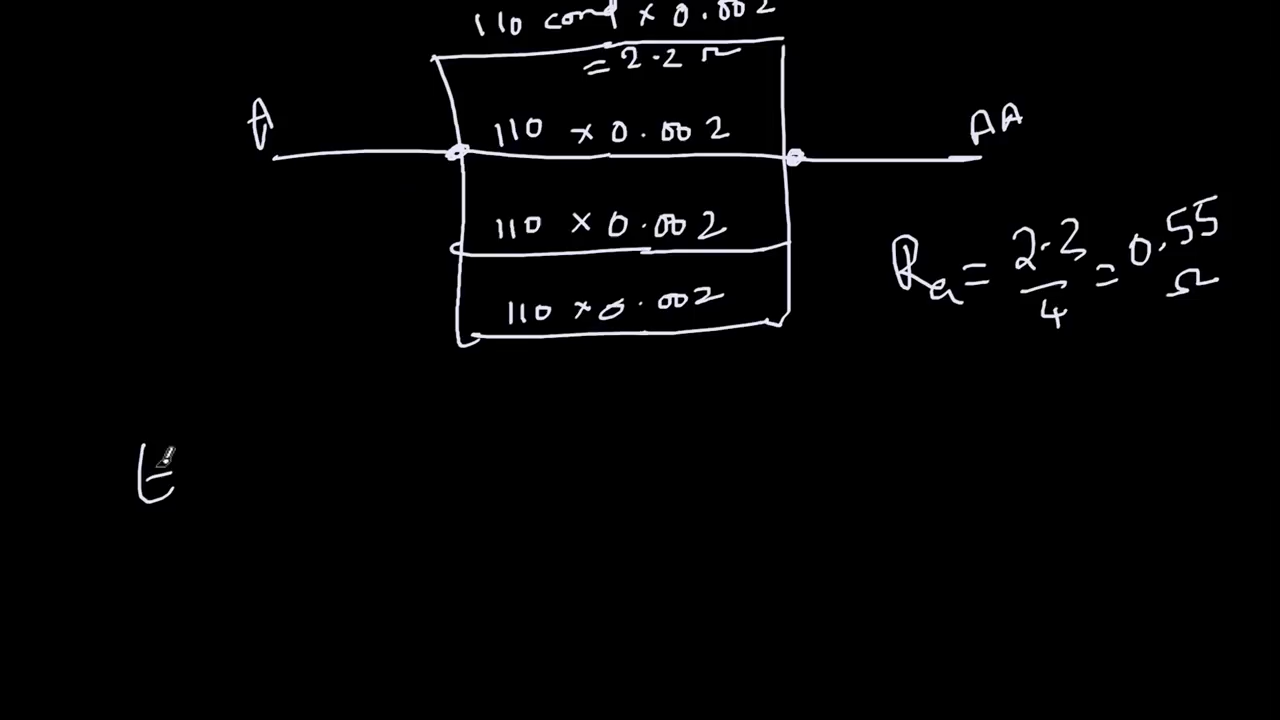 110 cond × 0.002
= 2.2 Ω
A
110 × 0.002
AA
110 × 0.002
Ra = 2.2/4 = 0.55 Ω
110 × 0.002
E